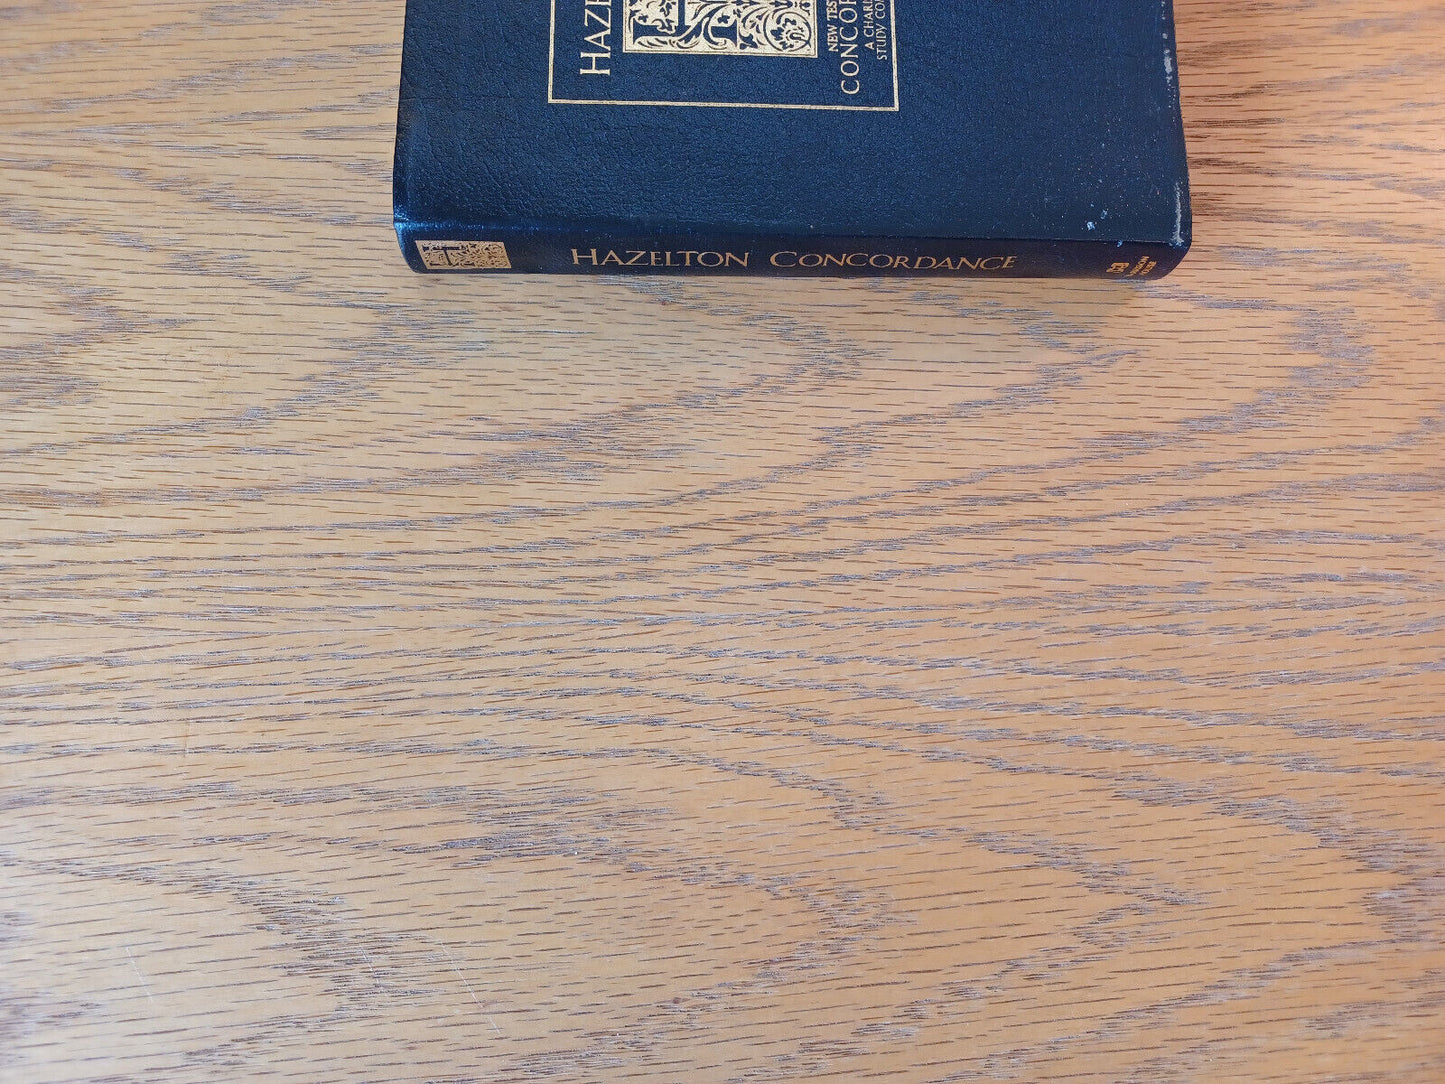 HAZE
NEW TES
CONCOR
A CHAR
STUDY CO
HAZELTON CONCORDANCE